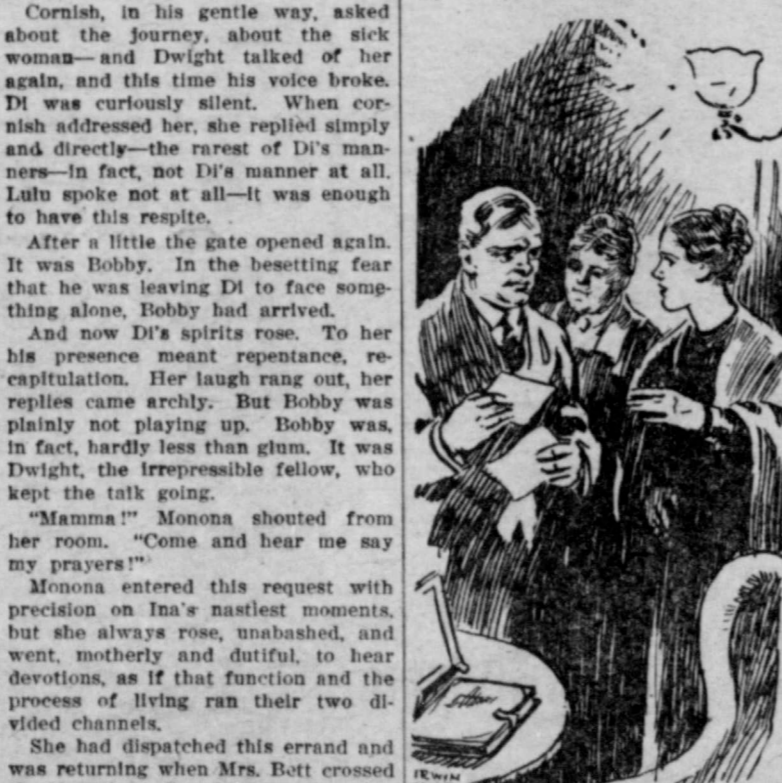 Cornish, in his gentle way, asked
about the journey, about the sick
woman—and Dwight talked of her
again, and this time his voice broke.
Di was curiously silent. When cor-
nish addressed her, she replied simply
and directly—the rarest of Di's man-
ners—in fact, not Di's manner at all.
Lulu spoke not at all—it was enough
to have this respite.
After a little the gate opened again.
It was Bobby. In the besetting fear
that he was leaving Di to face some-
thing alone, Bobby had arrived.
And now Di's spirits rose. To her
his presence meant repentance, re-
capitulation. Her laugh rang out, her
replies came archly. But Bobby was
plainly not playing up. Bobby was,
in fact, hardly less than glum. It was
Dwight, the irrepressible fellow, who
kept the talk going.
"Mamma!" Monona shouted from
her room. "Come and hear me say
my prayers!"
Monona entered this request with
precision on Ina's nastiest moments,
but she always rose, unabashed, and
went, motherly and dutiful, to hear
devotions, as if that function and the
process of living ran their two di-
vided channels.
She had dispatched this errand and
was returning when Mrs. Bett crossed
IRWIN